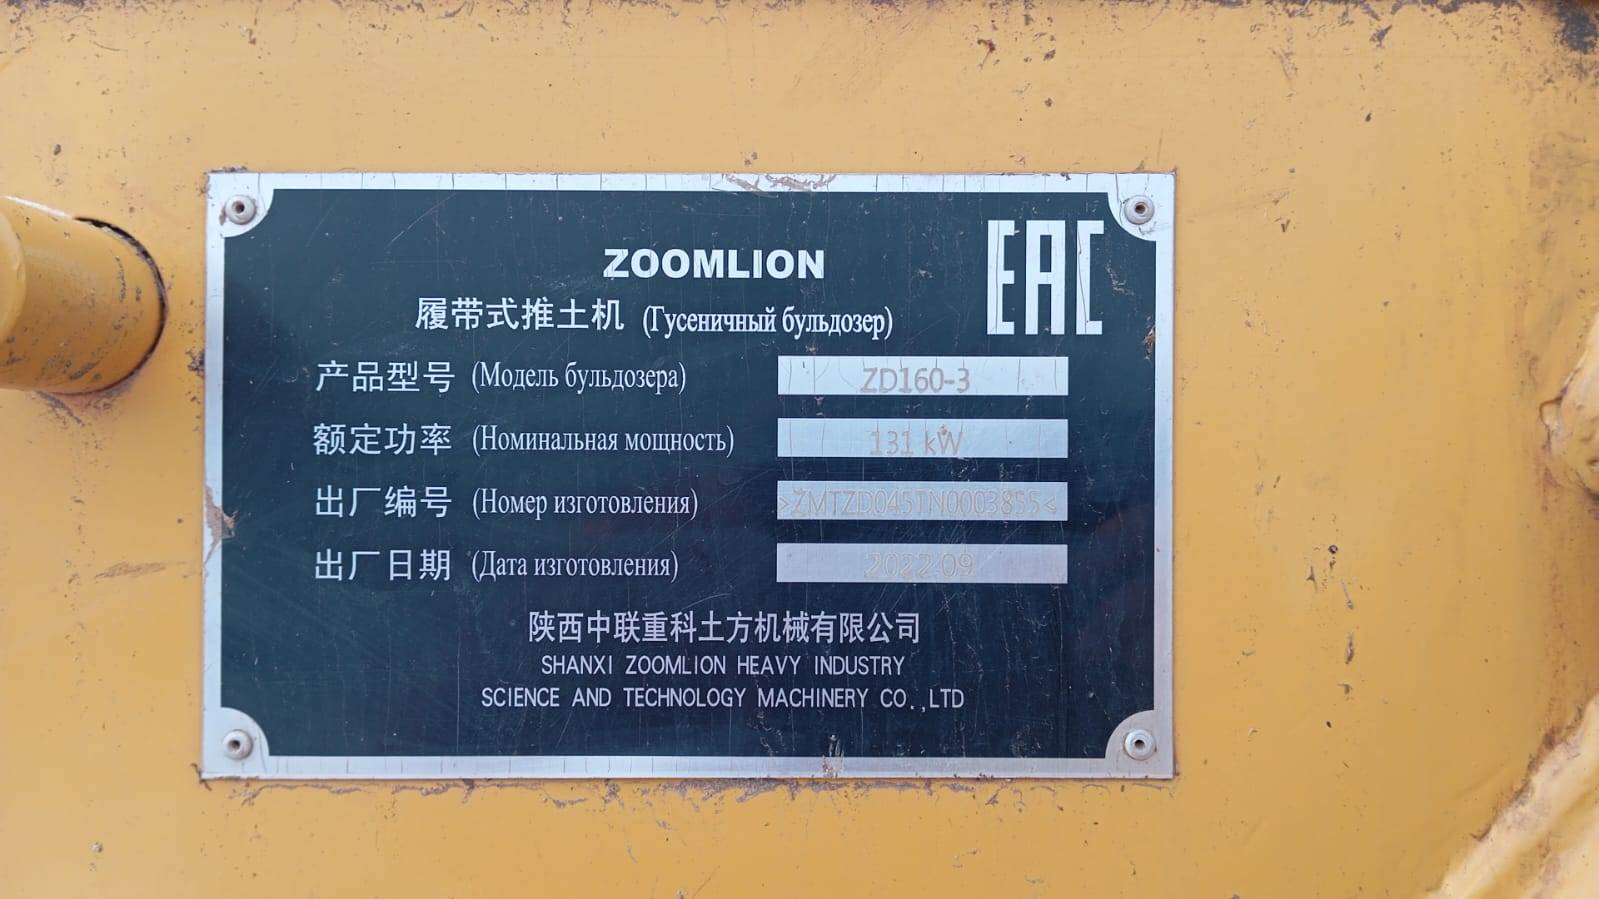 EAC
ZOOMLION
履带式推土机 (Гусеничный бульдозер)
产品型号 (Модель бульдозера) ZD160-3
额定功率 (Номинальная мощность) 131 kW
出厂编号 (Номер изготовления) >ZMTZD045TN0003855<
出厂日期 (Дата изготовления) 2022.09
陕西中联重科土方机械有限公司
SHANXI ZOOMLION HEAVY INDUSTRY
SCIENCE AND TECHNOLOGY MACHINERY CO.,LTD